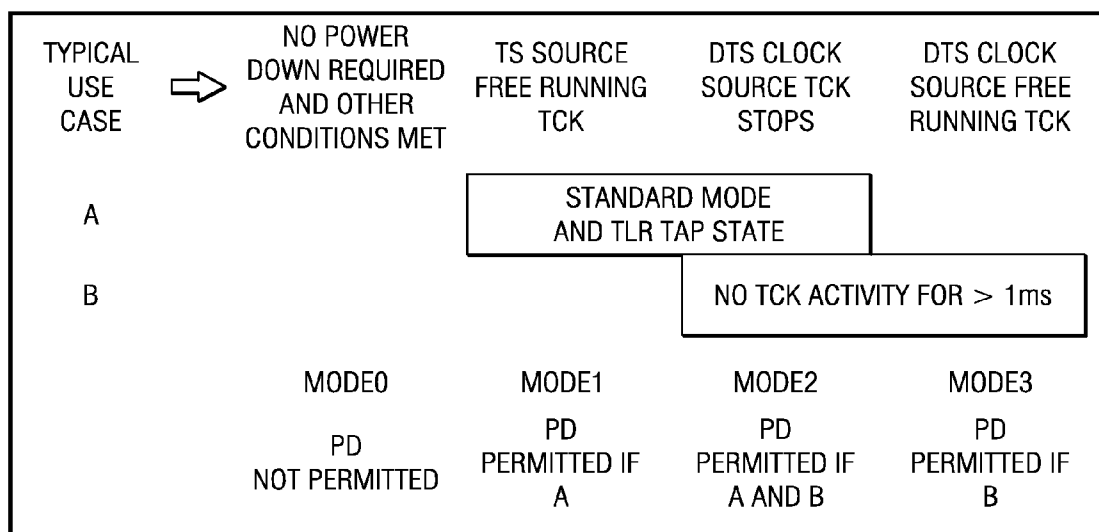 TYPICAL
USE
CASE
NO POWER
DOWN REQUIRED
AND OTHER
CONDITIONS MET
TS SOURCE
FREE RUNNING
TCK
DTS CLOCK
SOURCE TCK
STOPS
DTS CLOCK
SOURCE FREE
RUNNING TCK
A
STANDARD MODE
AND TLR TAP STATE
B
NO TCK ACTIVITY FOR > 1ms
MODE0
MODE1
MODE2
MODE3
PD
NOT PERMITTED
PD
PERMITTED IF
A
PD
PERMITTED IF
A AND B
PD
PERMITTED IF
B